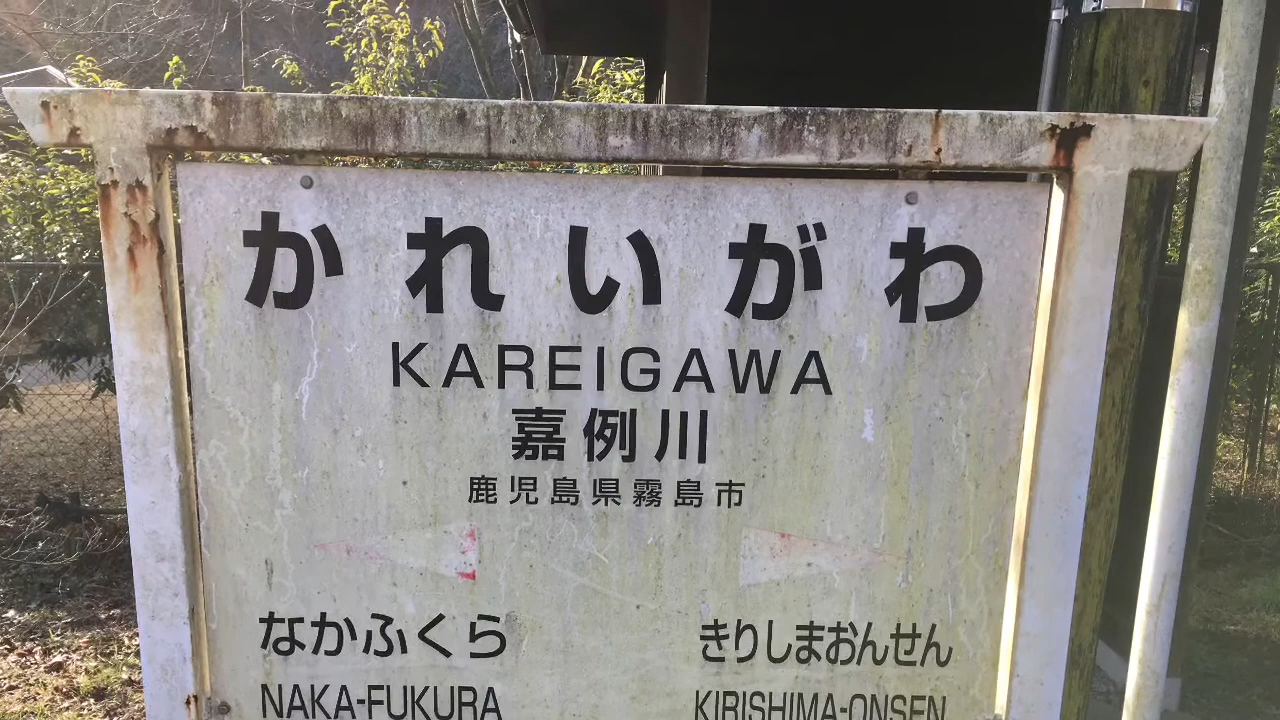 かれいがわ
KAREIGAWA
嘉例川
鹿児島県霧島市
なかふくら きりしまおんせん
NAKA-FUKURA KIRISHIMA-ONSEN